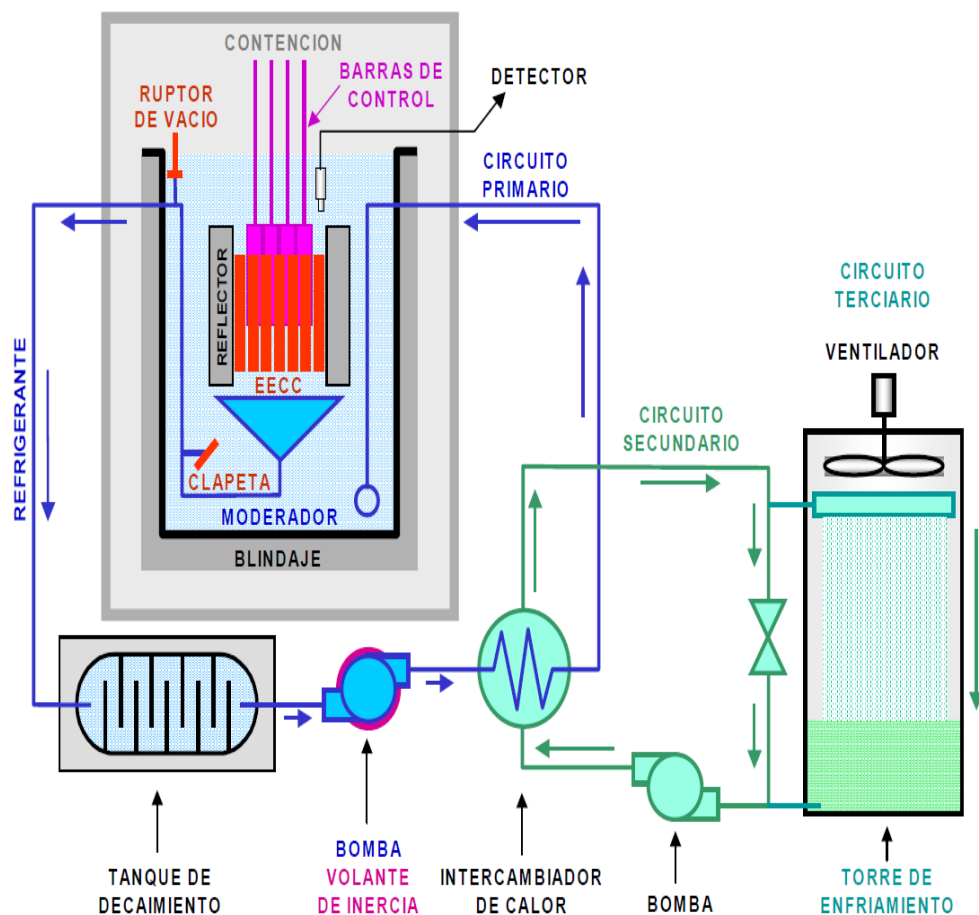 CONTENCION
BARRAS DE
CONTROL
DETECTOR
RUPTOR
DE VACIO
CIRCUITO
PRIMARIO
CIRCUITO
TERCIARIO
VENTILADOR
REFLECTOR
REFRIGERANTE
EECC
CIRCUITO
SECUNDARIO
CLAPETA
MODERADOR
BLINDAJE
TANQUE DE
DECAIMIENTO
BOMBA
VOLANTE
DE INERCIA
INTERCAMBIADOR
DE CALOR
BOMBA
TORRE DE
ENFRIAMIENTO